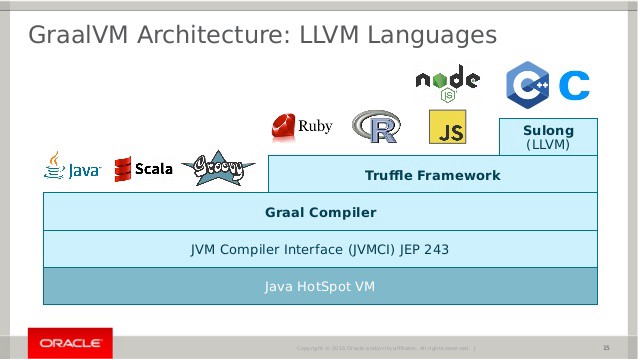 GraalVM Architecture: LLVM Languages
node
JS
C++
C
Ruby
R
JS
Sulong
(LLVM)
Java
Scala
Groovy
Truffle Framework
Graal Compiler
JVM Compiler Interface (JVMCI) JEP 243
Java HotSpot VM
ORACLE
Copyright © 2016 Oracle and/or its affiliates. All rights reserved. |
15